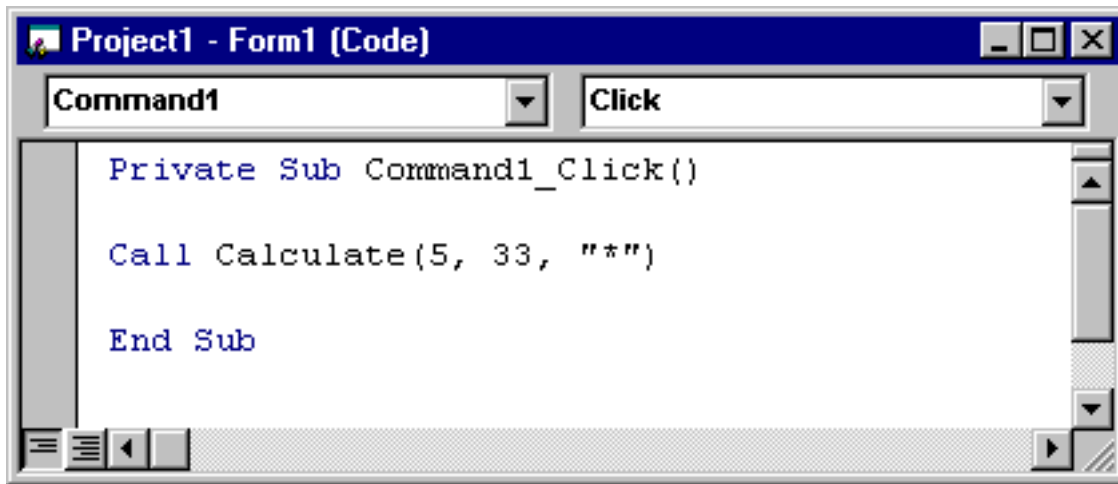 Project1 - Form1 (Code)
Command1 Click
Private Sub Command1_Click()
Call Calculate(5, 33, "*")
End Sub